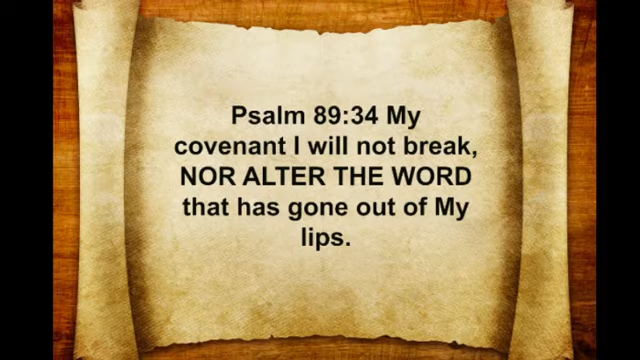 Psalm 89:34 My
covenant I will not break,
NOR ALTER THE WORD
that has gone out of My
lips.